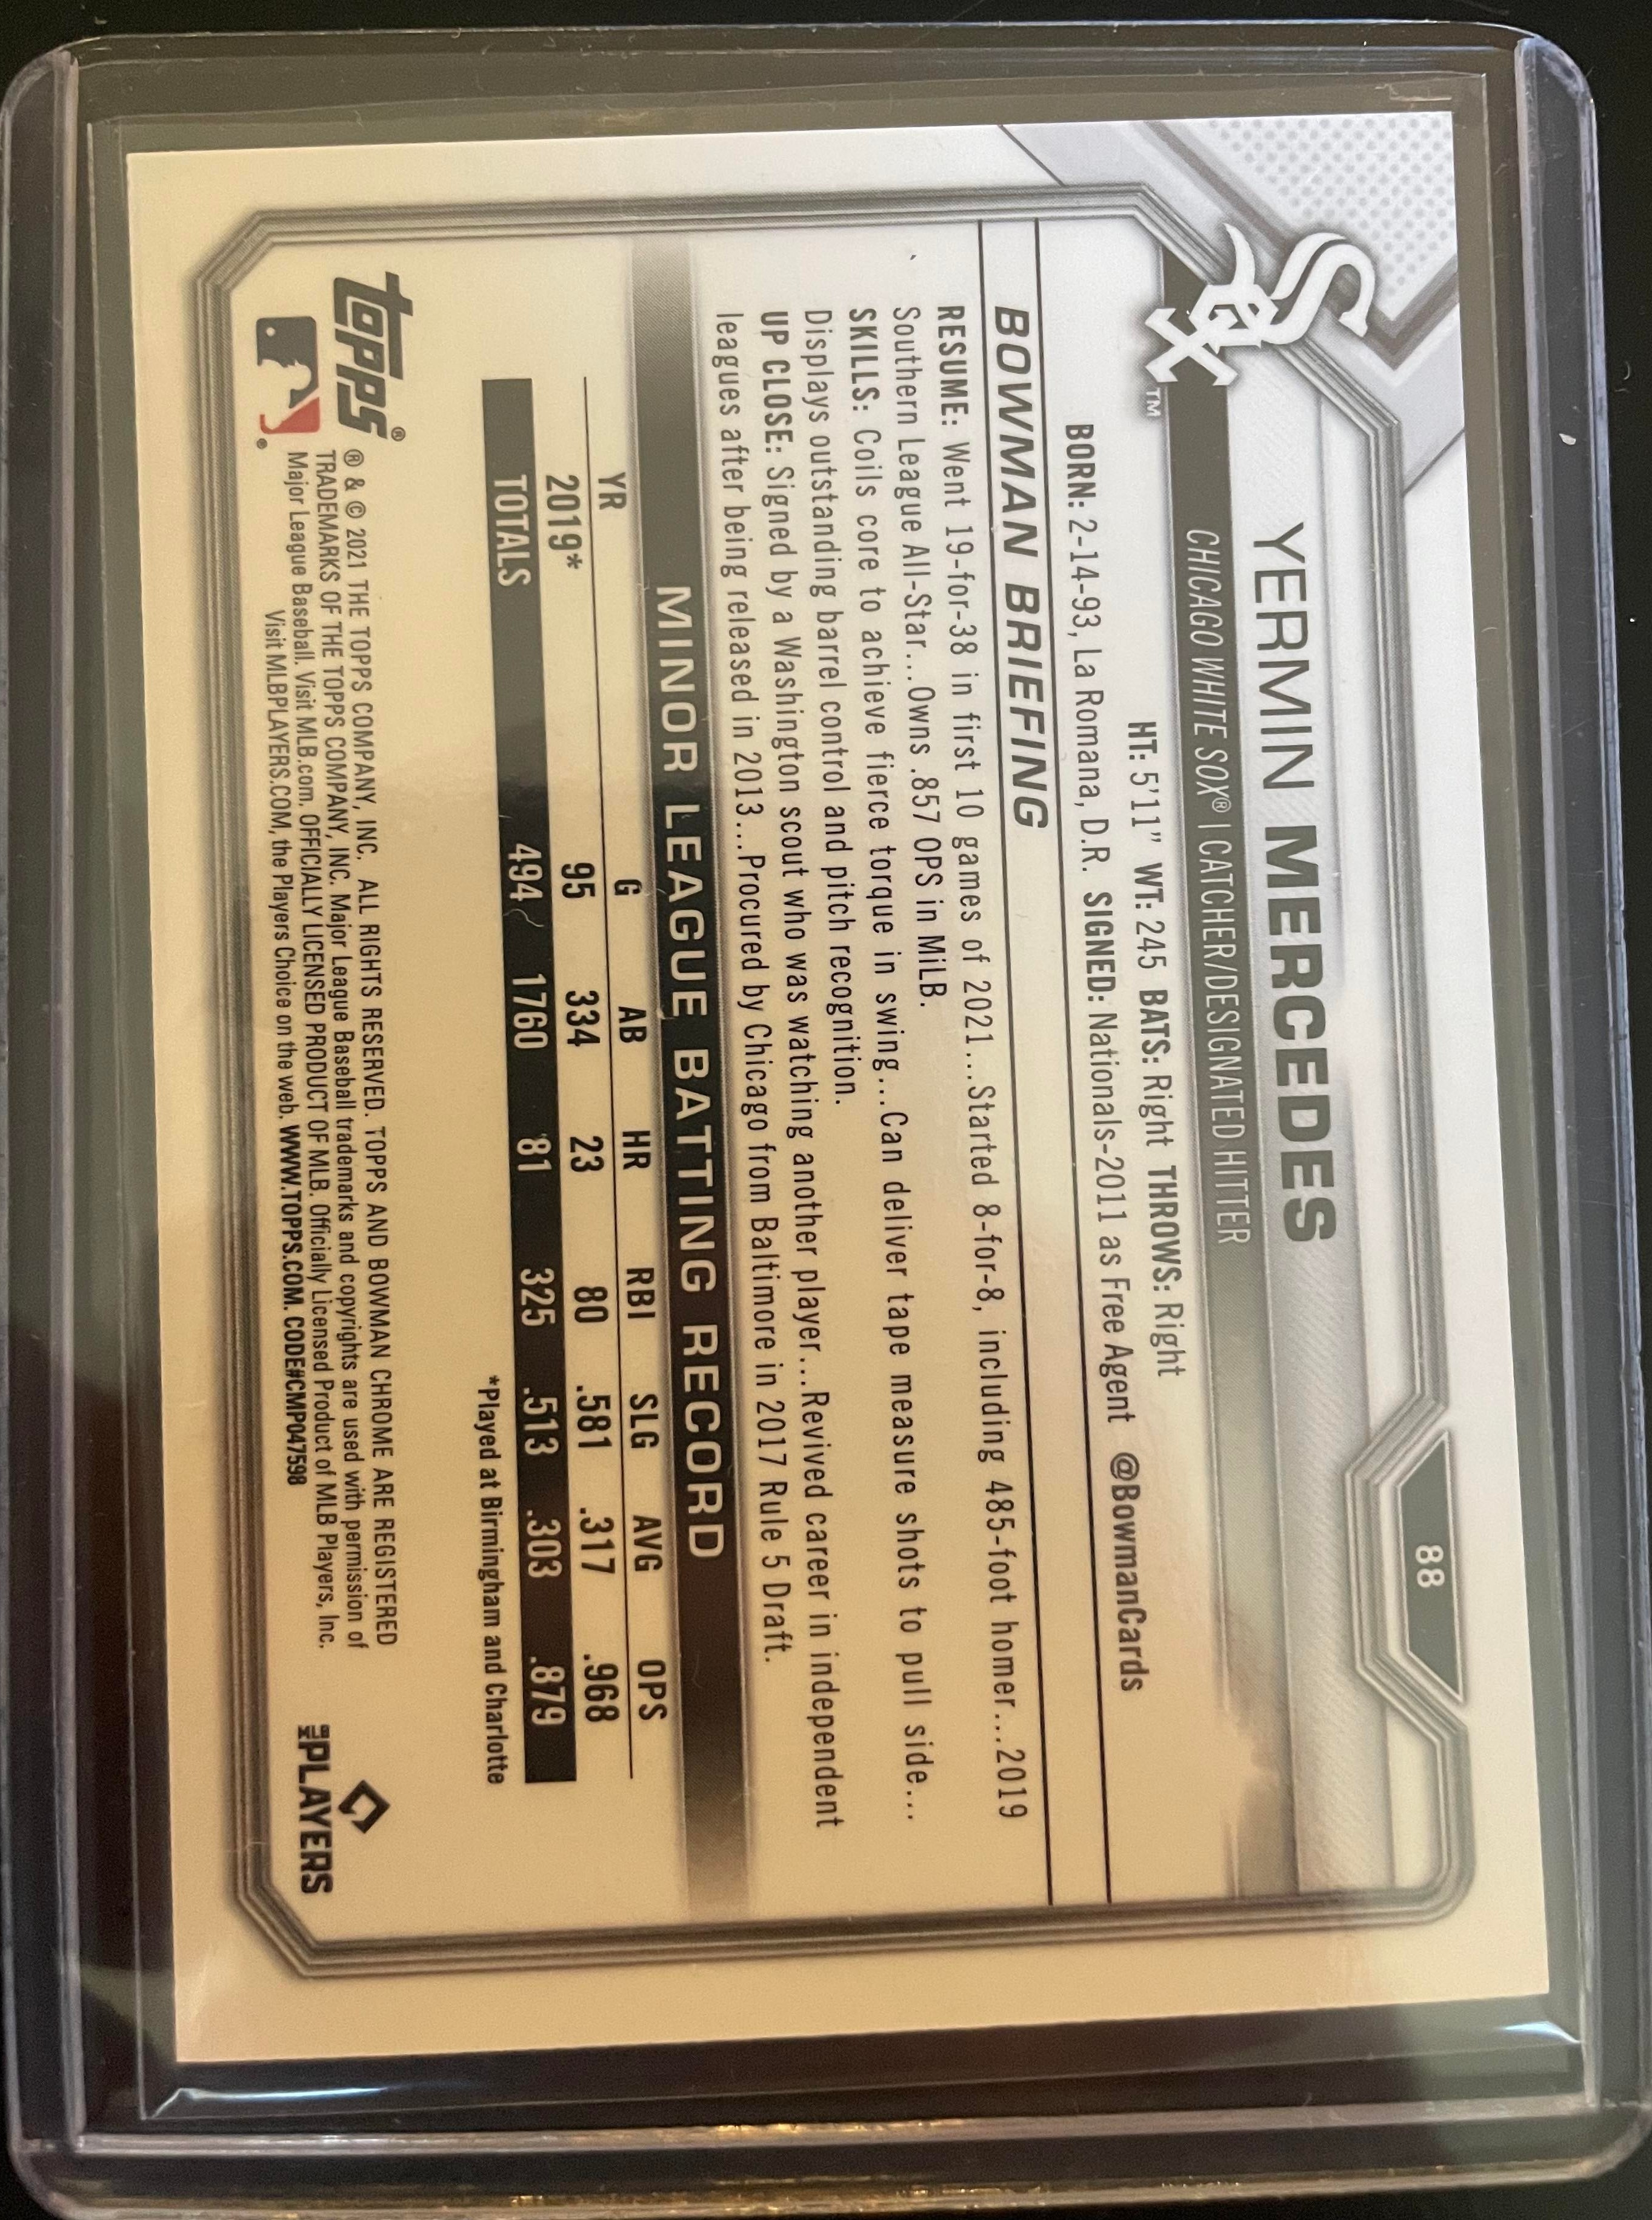 88
YERMIN MERCEDES
CHICAGO WHITE SOX® | CATCHER/DESIGNATED HITTER
Sox ™
HT: 5'11" WT: 245 BATS: Right THROWS: Right
BORN: 2-14-93, La Romana, D.R. SIGNED: Nationals-2011 as Free Agent @BowmanCards
BOWMAN BRIEFING
RESUME: Went 19-for-38 in first 10 games of 2021...Started 8-for-8, including 485-foot homer...2019
Southern League All-Star...Owns .857 OPS in MiLB.
SKILLS: Coils core to achieve fierce torque in swing...Can deliver tape measure shots to pull side...
Displays outstanding barrel control and pitch recognition.
UP CLOSE: Signed by a Washington scout who was watching another player...Revived career in independent
leagues after being released in 2013...Procured by Chicago from Baltimore in 2017 Rule 5 Draft.
MINOR LEAGUE BATTING RECORD
YR G AB HR RBI SLG AVG OPS
2019* 95 334 23 80 .581 .317 .968
TOTALS 494 1760 81 325 .513 .303 .879
*Played at Birmingham and Charlotte
topps®
® & © 2021 THE TOPPS COMPANY, INC. ALL RIGHTS RESERVED. TOPPS AND BOWMAN CHROME ARE REGISTERED
TRADEMARKS OF THE TOPPS COMPANY, INC. Major League Baseball trademarks and copyrights are used with permission of
Major League Baseball. Visit MLB.com. OFFICIALLY LICENSED PRODUCT OF MLB. Officially Licensed Product of MLB Players, Inc.
Visit MLBPLAYERS.COM, the Players Choice on the web. WWW.TOPPS.COM. CODE#CMP047598
MLB PLAYERS